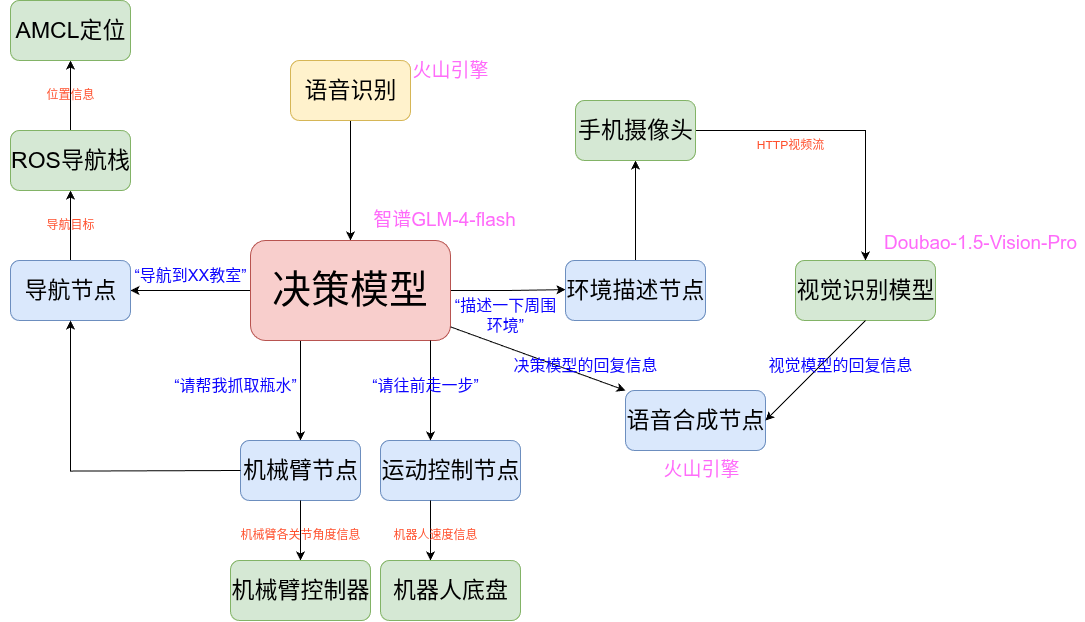 AMCL定位
位置信息
ROS导航栈
导航目标
导航节点
语音识别
火山引擎
智谱GLM-4-flash
决策模型
“导航到XX教室”
“描述一下周围
环境”
环境描述节点
手机摄像头
HTTP视频流
Doubao-1.5-Vision-Pro
视觉识别模型
决策模型的回复信息
视觉模型的回复信息
语音合成节点
火山引擎
“请帮我抓取瓶水”
“请往前走一步”
机械臂节点
运动控制节点
机械臂各关节角度信息
机器人速度信息
机械臂控制器
机器人底盘